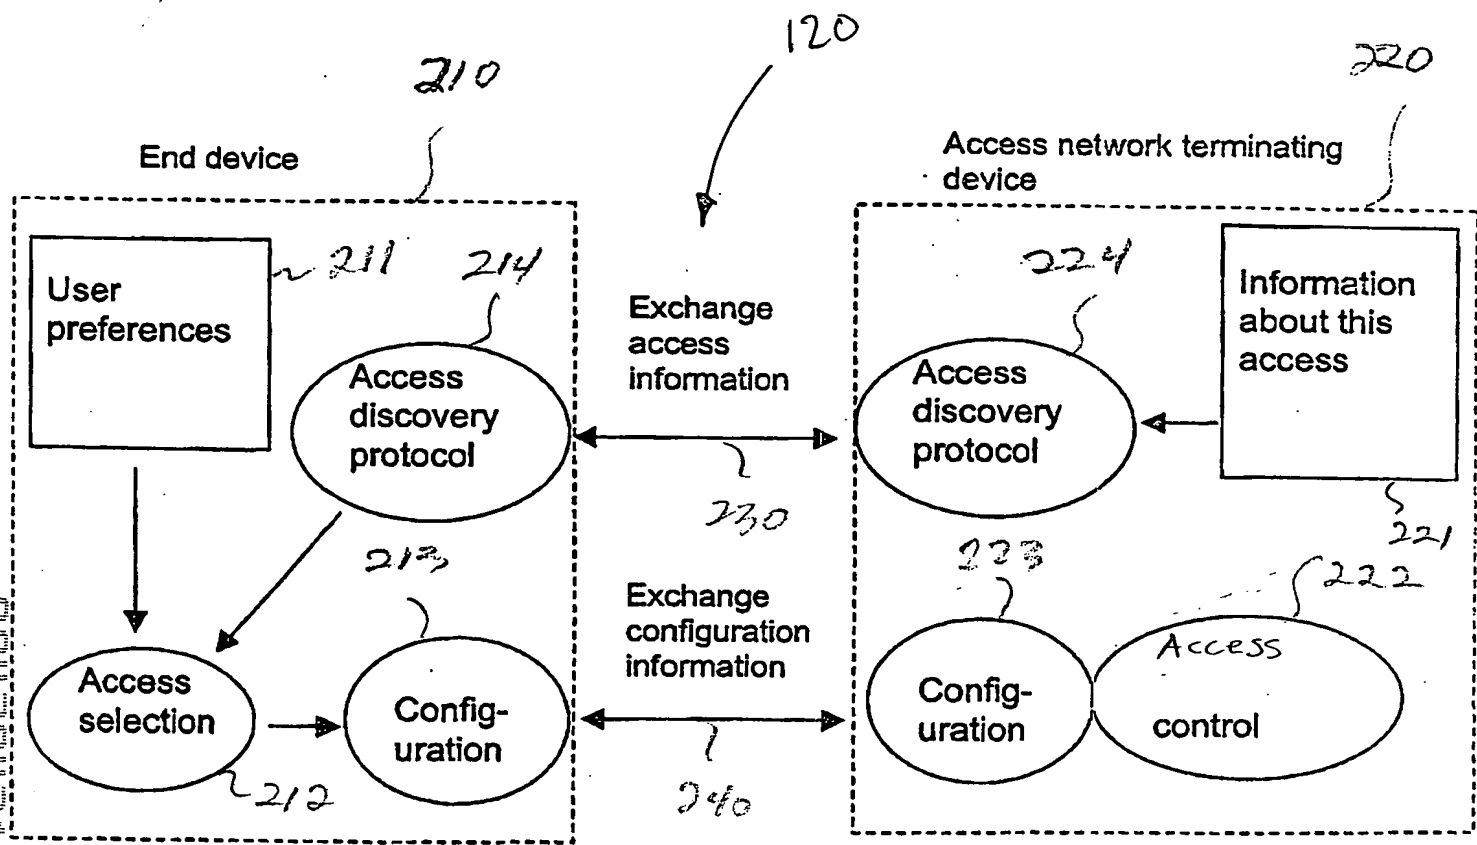 120
210
220
End device
Access network terminating
device
211
214
224
User
preferences
Exchange
access
information
Information
about this
access
Access
discovery
protocol
Access
discovery
protocol
230
221
213
223
222
Exchange
configuration
information
Access
selection
Config-
uration
Config-
uration
Access
control
212
240